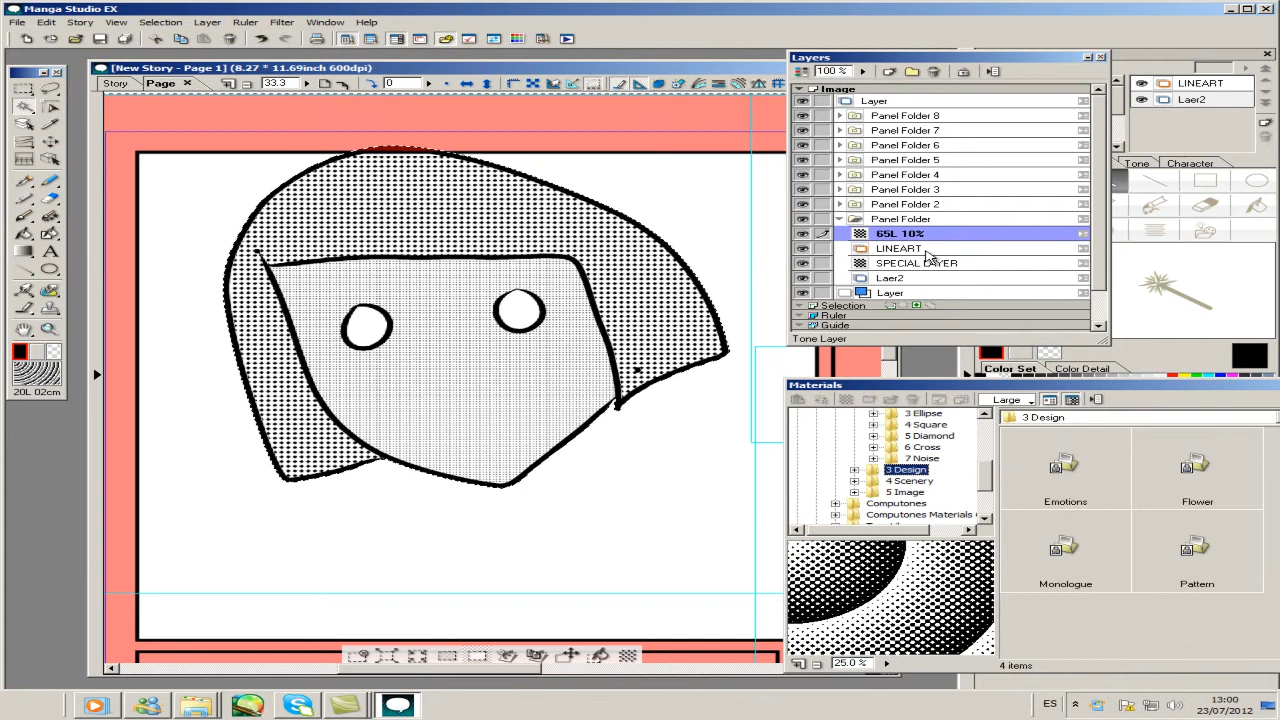 Manga Studio EX
File Edit Story View Selection Layer Ruler Filter Window Help
[New Story - Page 1] (8.27 * 11.69inch 600dpi)
Story Page 33.3 0
Layers
100 %
Image
Layer
Panel Folder 8
Panel Folder 7
Panel Folder 6
Panel Folder 5
Panel Folder 4
Panel Folder 3
Panel Folder 2
Panel Folder
65L 10%
LINEART
SPECIAL LAYER
Laer2
Layer
Selection
Ruler
Guide
Tone Layer
LINEART
Laer2
Tone Character
Color Set Color Detail
20L 02cm
Materials
Large
3 Ellipse
4 Square
5 Diamond
6 Cross
7 Noise
3 Design
4 Scenery
5 Image
Computones
Computones Materials
3 Design
Emotions
Flower
Monologue
Pattern
25.0 %
4 items
ES
13:00
23/07/2012